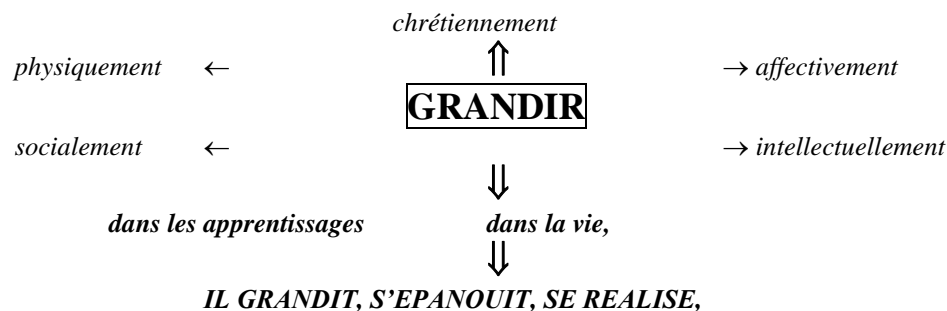 chrétiennement
physiquement ← → affectivement
GRANDIR
socialement ← → intellectuellement
dans les apprentissages dans la vie,
IL GRANDIT, S'EPANOUIT, SE REALISE,